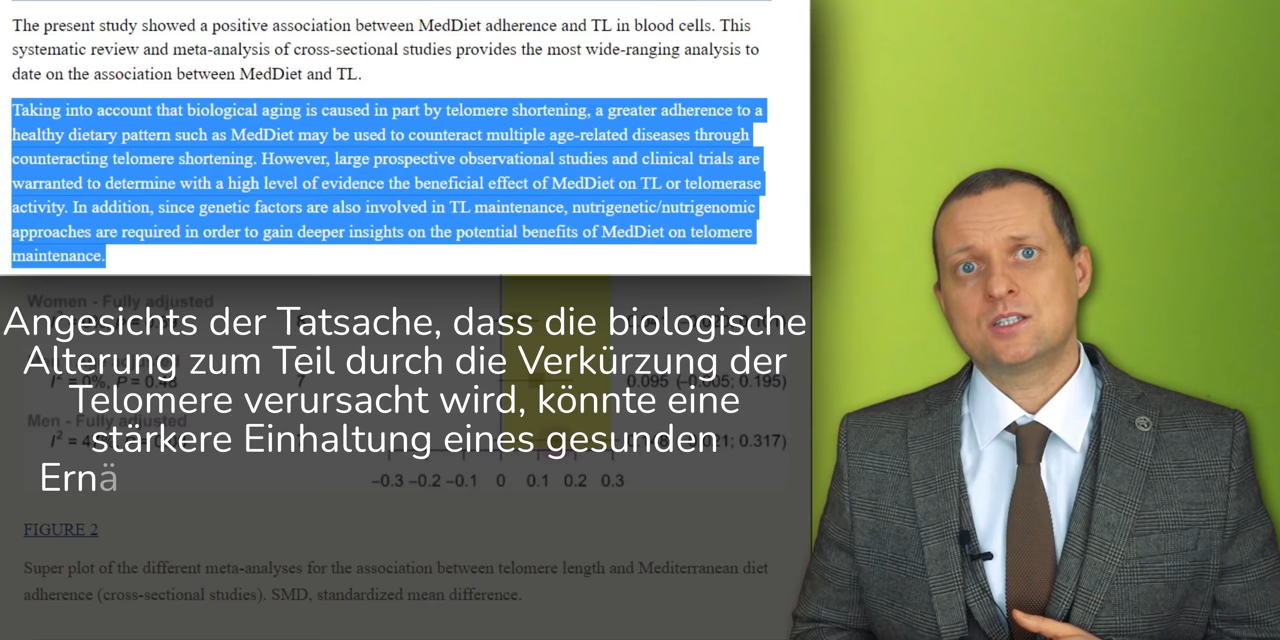 The present study showed a positive association between MedDiet adherence and TL in blood cells. This
systematic review and meta-analysis of cross-sectional studies provides the most wide-ranging analysis to
date on the association between MedDiet and TL.
Taking into account that biological aging is caused in part by telomere shortening, a greater adherence to a
healthy dietary pattern such as MedDiet may be used to counteract multiple age-related diseases through
counteracting telomere shortening. However, large prospective observational studies and clinical trials are
warranted to determine with a high level of evidence the beneficial effect of MedDiet on TL or telomerase
activity. In addition, since genetic factors are also involved in TL maintenance, nutrigenetic/nutrigenomic
approaches are required in order to gain deeper insights on the potential benefits of MedDiet on telomere
maintenance.
Women - Fully adjusted
Angesichts der Tatsache, dass die biologische
Alterung zum Teil durch die Verkürzung der
I² = 0%, P = 0.48 7 0.095 (−0.005; 0.195)
Telomere verursacht wird, könnte eine
Men - Fully adjusted
stärkere Einhaltung eines gesunden
Ernä
−0.3 −0.2 −0.1 0 0.1 0.2 0.3
FIGURE 2
Super plot of the different meta-analyses for the association between telomere length and Mediterranean diet
adherence (cross-sectional studies). SMD, standardized mean difference.